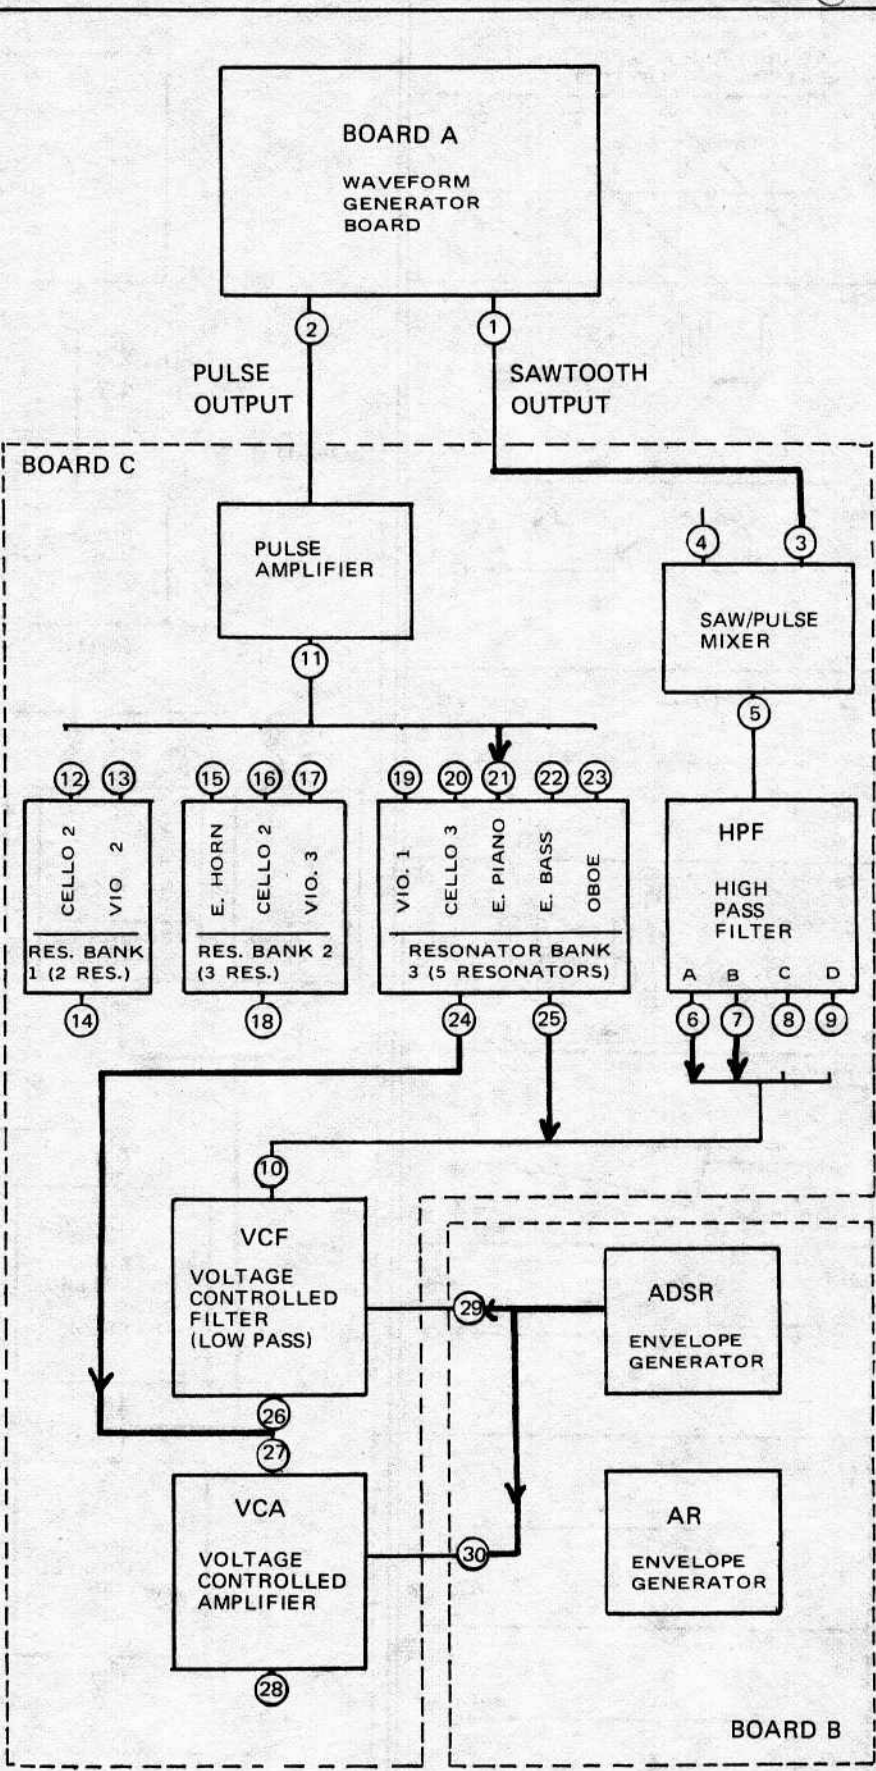 BOARD A
WAVEFORM
GENERATOR
BOARD
2
1
PULSE
OUTPUT
SAWTOOTH
OUTPUT
BOARD C
PULSE
AMPLIFIER
4
3
SAW/PULSE
MIXER
11
5
12
13
15
16
17
19
20
21
22
23
CELLO 2
VIO 2
E. HORN
CELLO 2
VIO. 3
VIO. 1
CELLO 3
E. PIANO
E. BASS
OBOE
HPF
HIGH
PASS
FILTER
RES. BANK
1 (2 RES.)
RES. BANK 2
(3 RES.)
RESONATOR BANK
3 (5 RESONATORS)
A B C D
14
18
24
25
6
7
8
9
10
VCF
VOLTAGE
CONTROLLED
FILTER
(LOW PASS)
29
ADSR
ENVELOPE
GENERATOR
26
27
VCA
VOLTAGE
CONTROLLED
AMPLIFIER
30
AR
ENVELOPE
GENERATOR
28
BOARD B